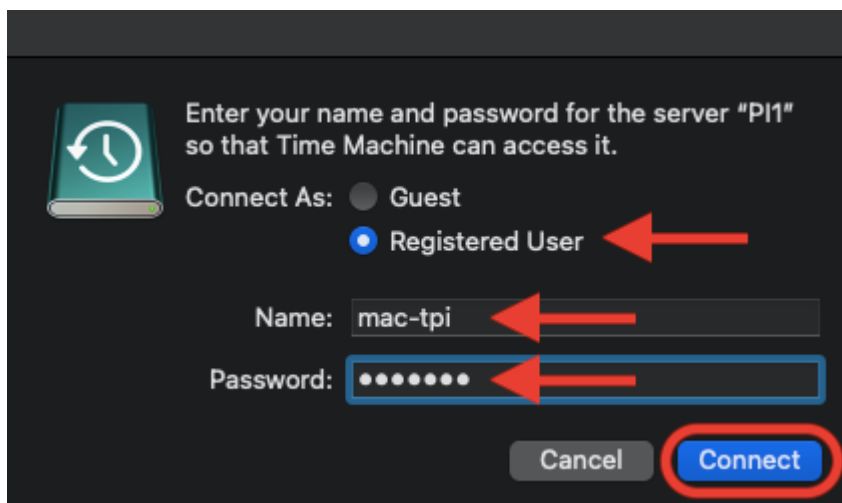 Enter your name and password for the server “PI1”
so that Time Machine can access it.
Connect As: Guest
Registered User
Name: mac-tpi
Password: •••••••
Cancel Connect